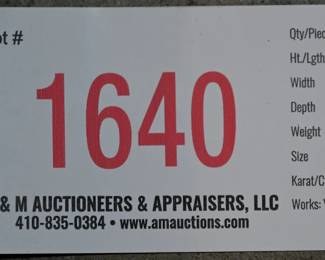 ot #
1640
& M AUCTIONEERS & APPRAISERS, LLC
410-835-0384 • www.amauctions.com
Qty/Piec
Ht./Lgth
Width
Depth
Weight
Size
Karat/C
Works: Y